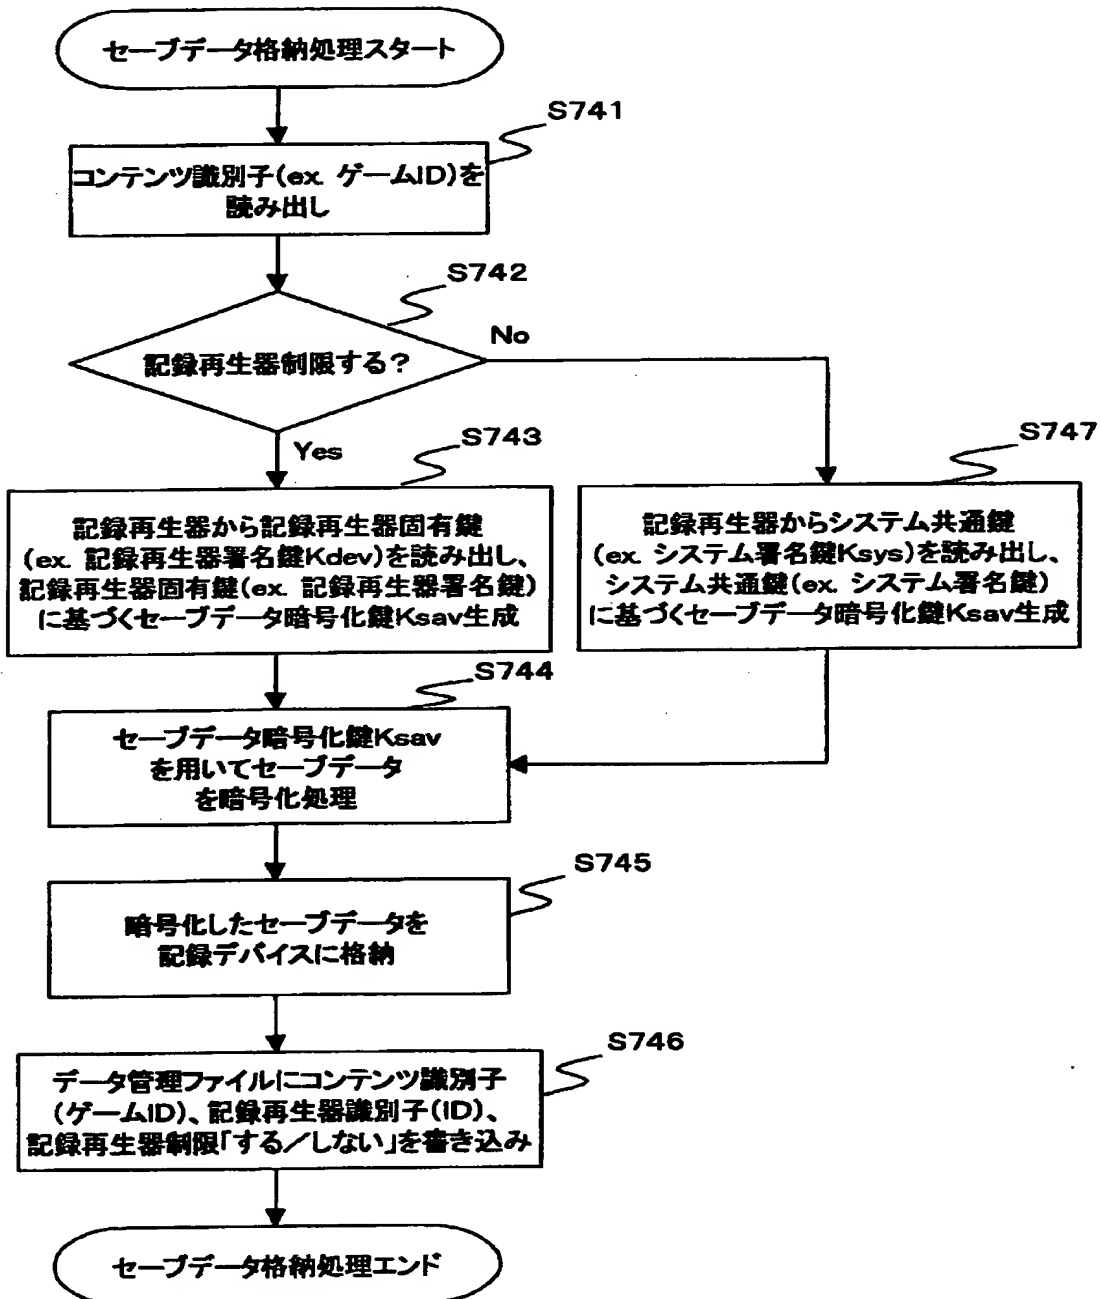 セーブデータ格納処理スタート
S741
コンテンツ識別子(ex. ゲームID)を
読み出し
S742
記録再生器制限する?
No
Yes
S743
記録再生器から記録再生器固有鍵
(ex. 記録再生器署名鍵Kdev)を読み出し、
記録再生器固有鍵(ex. 記録再生器署名鍵)
に基づくセーブデータ暗号化鍵Ksav生成
S747
記録再生器からシステム共通鍵
(ex. システム署名鍵Ksys)を読み出し、
システム共通鍵(ex. システム署名鍵)
に基づくセーブデータ暗号化鍵Ksav生成
S744
セーブデータ暗号化鍵Ksav
を用いてセーブデータ
を暗号化処理
S745
暗号化したセーブデータを
記録デバイスに格納
S746
データ管理ファイルにコンテンツ識別子
(ゲームID)、記録再生器識別子(ID)、
記録再生器制限「する/しない」を書き込み
セーブデータ格納処理エンド